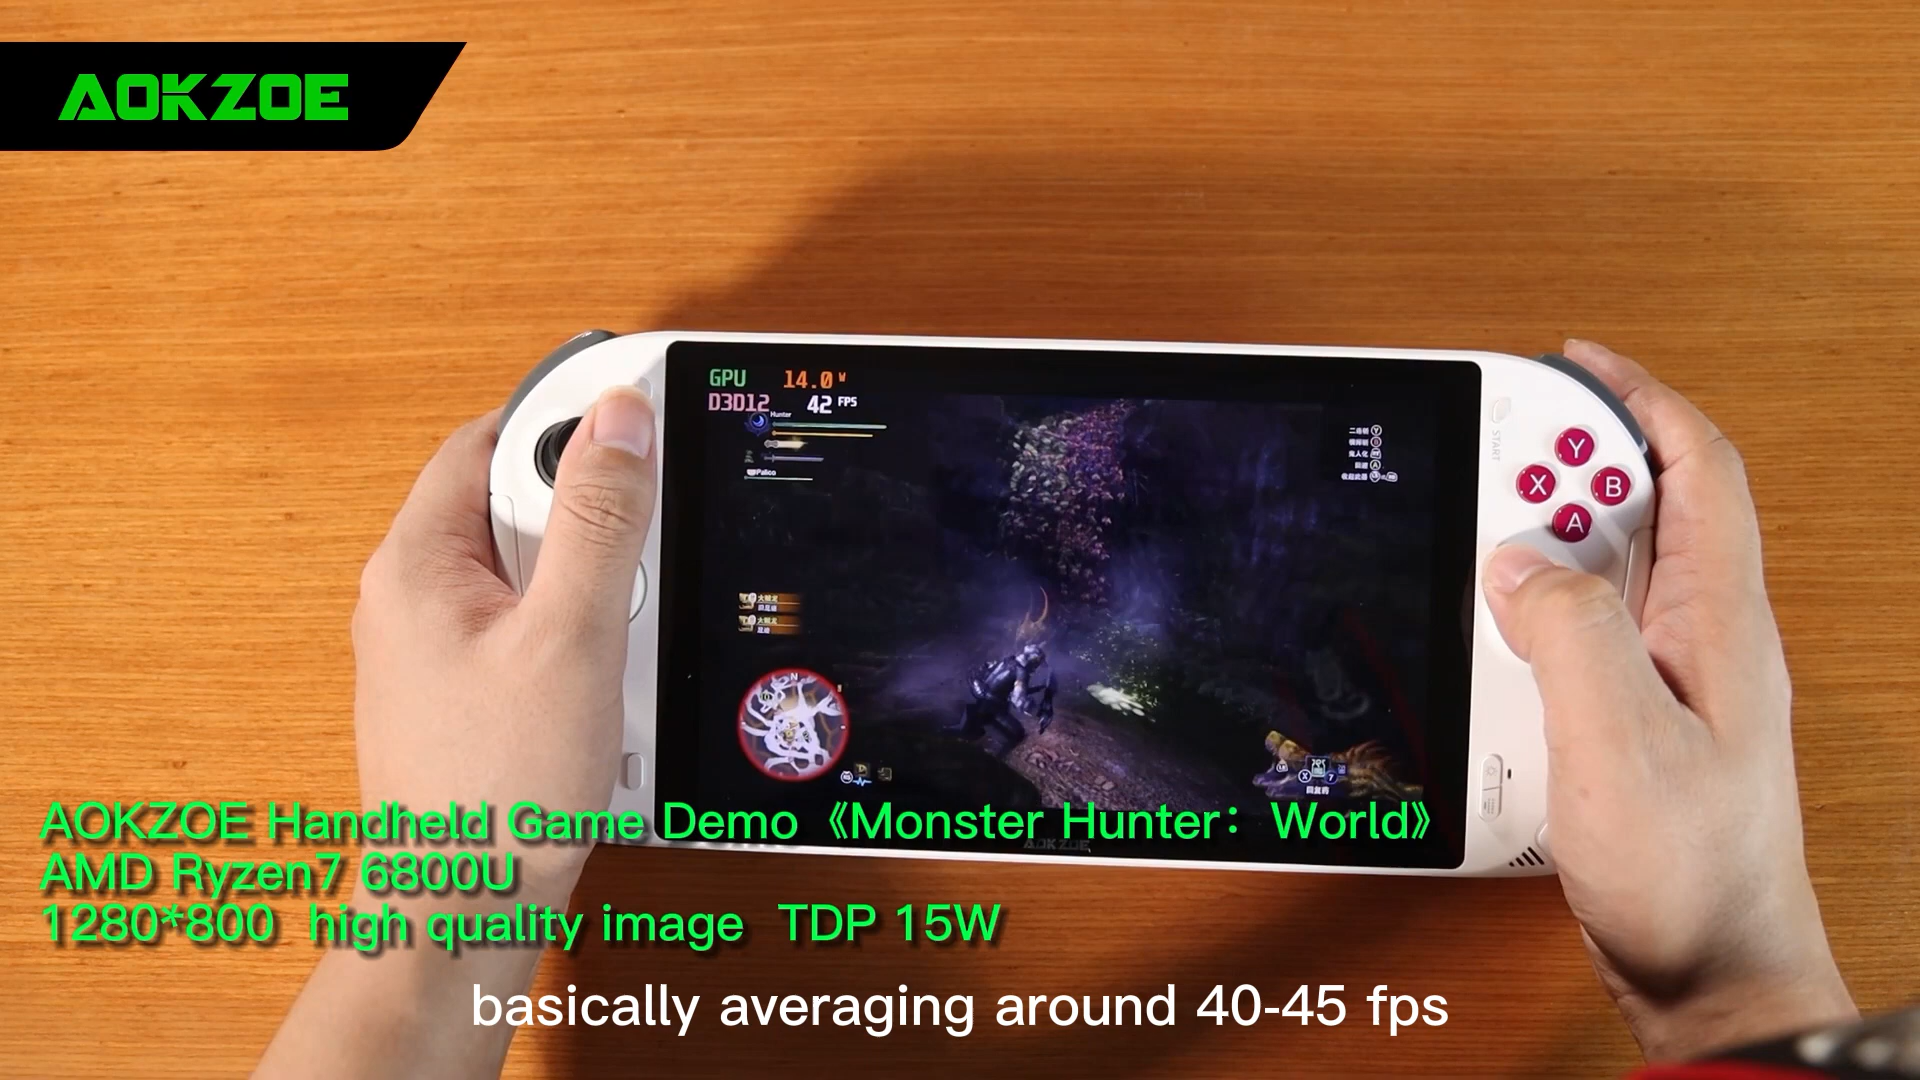 AOKZOE
GPU 14.0 W
D3D12 42 FPS
Hunter
Palico
N
START
Y
X
B
A
X
7
AOKZOE
AOKZOE Handheld Game Demo《Monster Hunter：World》
AMD Ryzen7 6800U
1280*800 high quality image TDP 15W
basically averaging around 40-45 fps